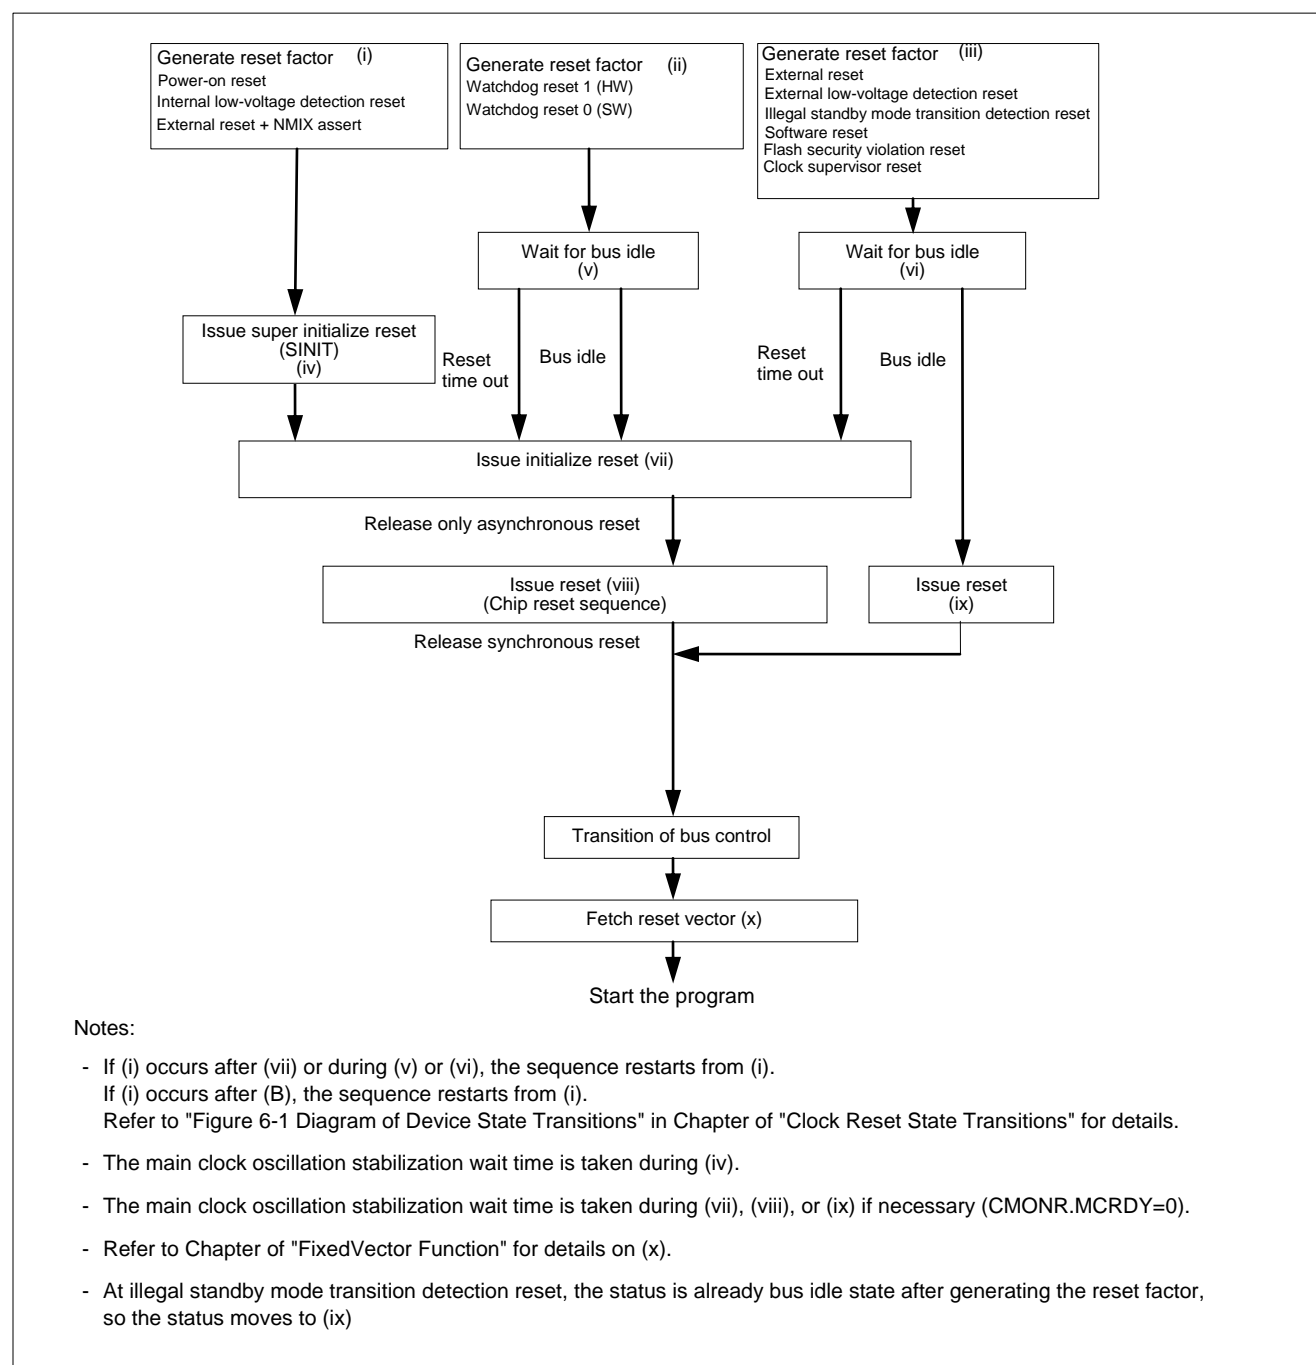 Generate reset factor (i)
Power-on reset
Internal low-voltage detection reset
External reset + NMIX assert
Generate reset factor (ii)
Watchdog reset 1 (HW)
Watchdog reset 0 (SW)
Generate reset factor (iii)
External reset
External low-voltage detection reset
Illegal standby mode transition detection reset
Software reset
Flash security violation reset
Clock supervisor reset
Wait for bus idle
(v)
Wait for bus idle
(vi)
Issue super initialize reset
(SINIT)
(iv)
Reset
time out
Bus idle
Reset
time out
Bus idle
Issue initialize reset (vii)
Release only asynchronous reset
Issue reset (viii)
(Chip reset sequence)
Issue reset
(ix)
Release synchronous reset
Transition of bus control
Fetch reset vector (x)
Start the program
Notes:
- If (i) occurs after (vii) or during (v) or (vi), the sequence restarts from (i).
If (i) occurs after (B), the sequence restarts from (i).
Refer to "Figure 6-1 Diagram of Device State Transitions" in Chapter of "Clock Reset State Transitions" for details.
- The main clock oscillation stabilization wait time is taken during (iv).
- The main clock oscillation stabilization wait time is taken during (vii), (viii), or (ix) if necessary (CMONR.MCRDY=0).
- Refer to Chapter of "FixedVector Function" for details on (x).
- At illegal standby mode transition detection reset, the status is already bus idle state after generating the reset factor,
so the status moves to (ix)